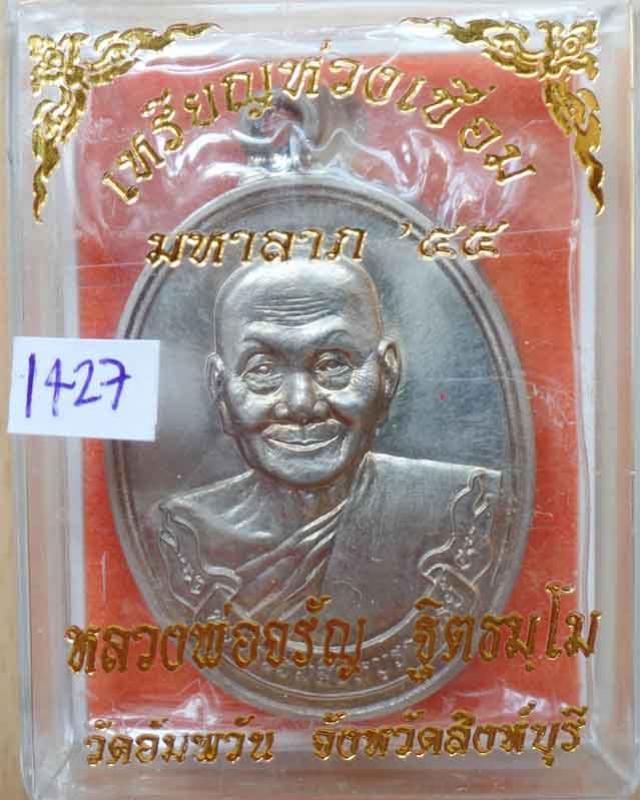 เหรียญห่วงเชื่อม
มหาลาภ '๕๕
1427
หลวงพ่อจรัญ ฐิตธมฺโม
วัดอัมพวัน จังหวัดสิงห์บุรี